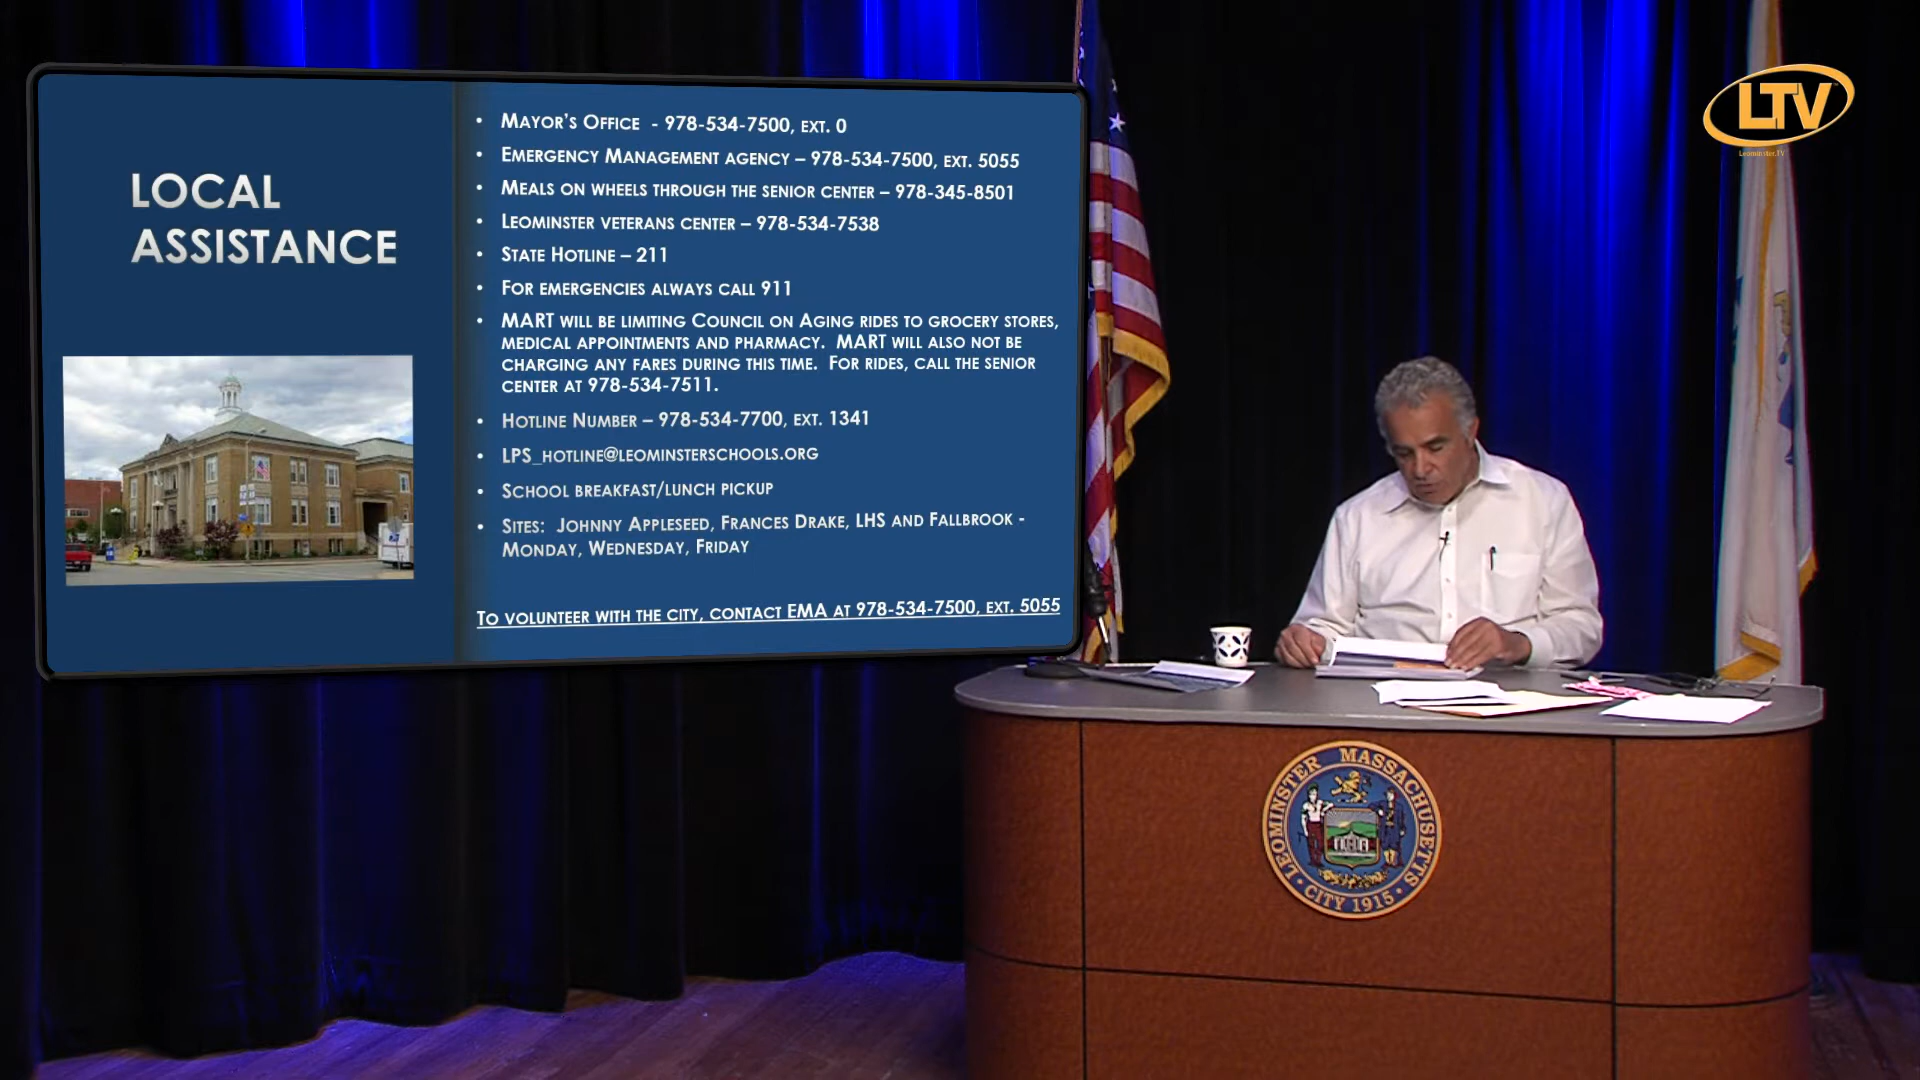 LOCAL
ASSISTANCE
• Mayor's Office - 978-534-7500, ext. 0
• Emergency Management agency – 978-534-7500, ext. 5055
• Meals on wheels through the senior center – 978-345-8501
• Leominster veterans center – 978-534-7538
• State Hotline – 211
• For emergencies always call 911
• MART will be limiting Council on Aging rides to grocery stores,
medical appointments and pharmacy. MART will also not be
charging any fares during this time. For rides, call the senior
center at 978-534-7511.
• Hotline Number – 978-534-7700, ext. 1341
• LPS_hotline@leominsterschools.org
• School breakfast/lunch pickup
• Sites: Johnny Appleseed, Frances Drake, LHS and Fallbrook -
Monday, Wednesday, Friday
To volunteer with the city, contact EMA at 978-534-7500, ext. 5055
LTV
Leominster.TV
LEOMINSTER MASSACHUSETTS
• CITY 1915 •